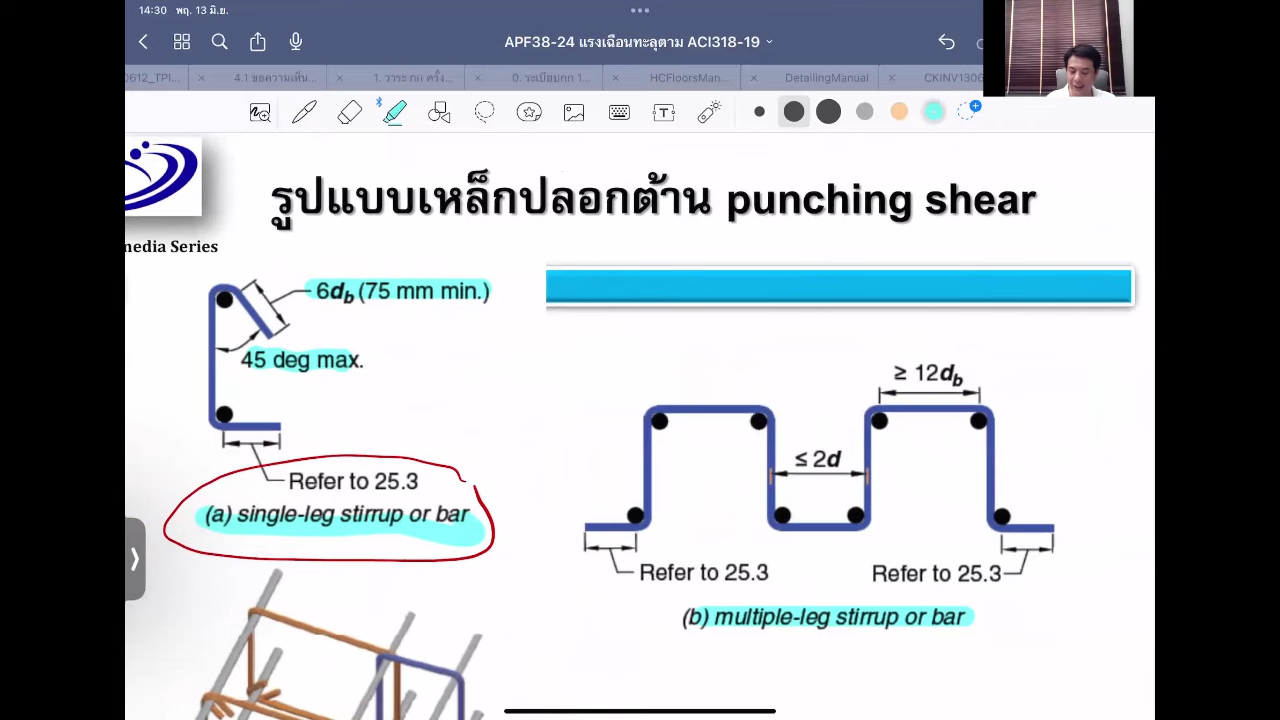 14:30 พฤ. 13 มิ.ย.
APF38-24 แรงเฉือนทะลุตาม ACI318-19
0612_TPI... × 4.1 ขอความเห็น... × 1. วาระ กก ครั้ง... × 0. ระเบียบกก 1... × HCFloorsMan... × DetailingManual × CKINV1306
รูปแบบเหล็กปลอกต้าน punching shear
media Series
6db (75 mm min.)
45 deg max.
Refer to 25.3
(a) single-leg stirrup or bar
≥ 12db
≤ 2d
Refer to 25.3 Refer to 25.3
(b) multiple-leg stirrup or bar